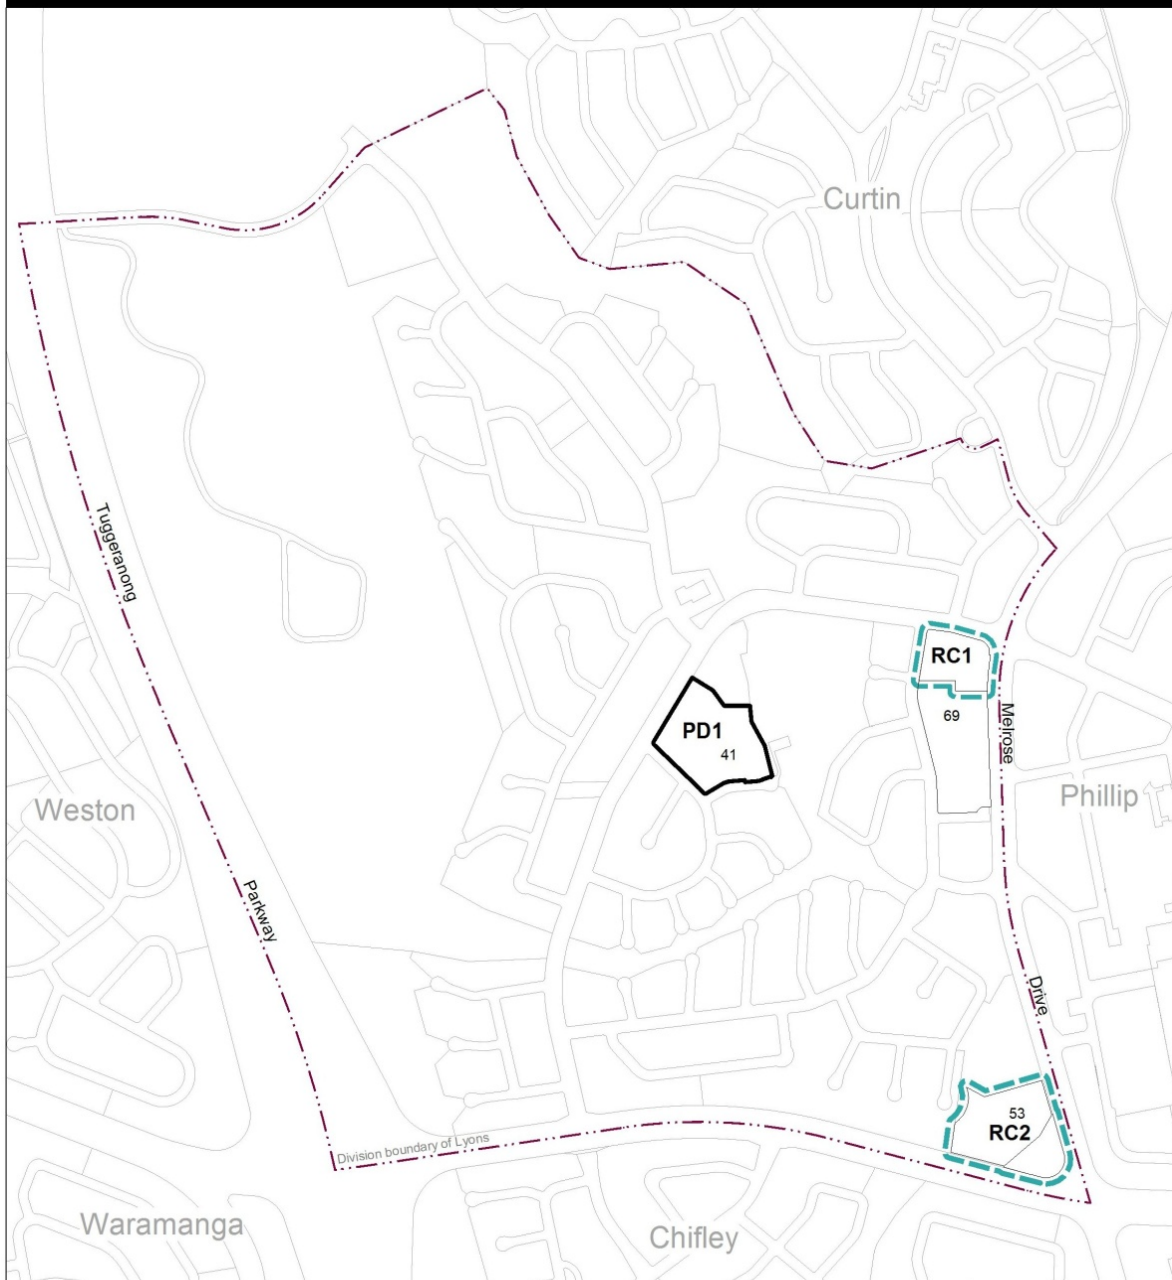 Curtin
Tuggeranong
RC1
69
Melrose
PD1
41
Weston
Phillip
Parkway
Drive
53
RC2
Division boundary of Lyons
Waramanga
Chifley